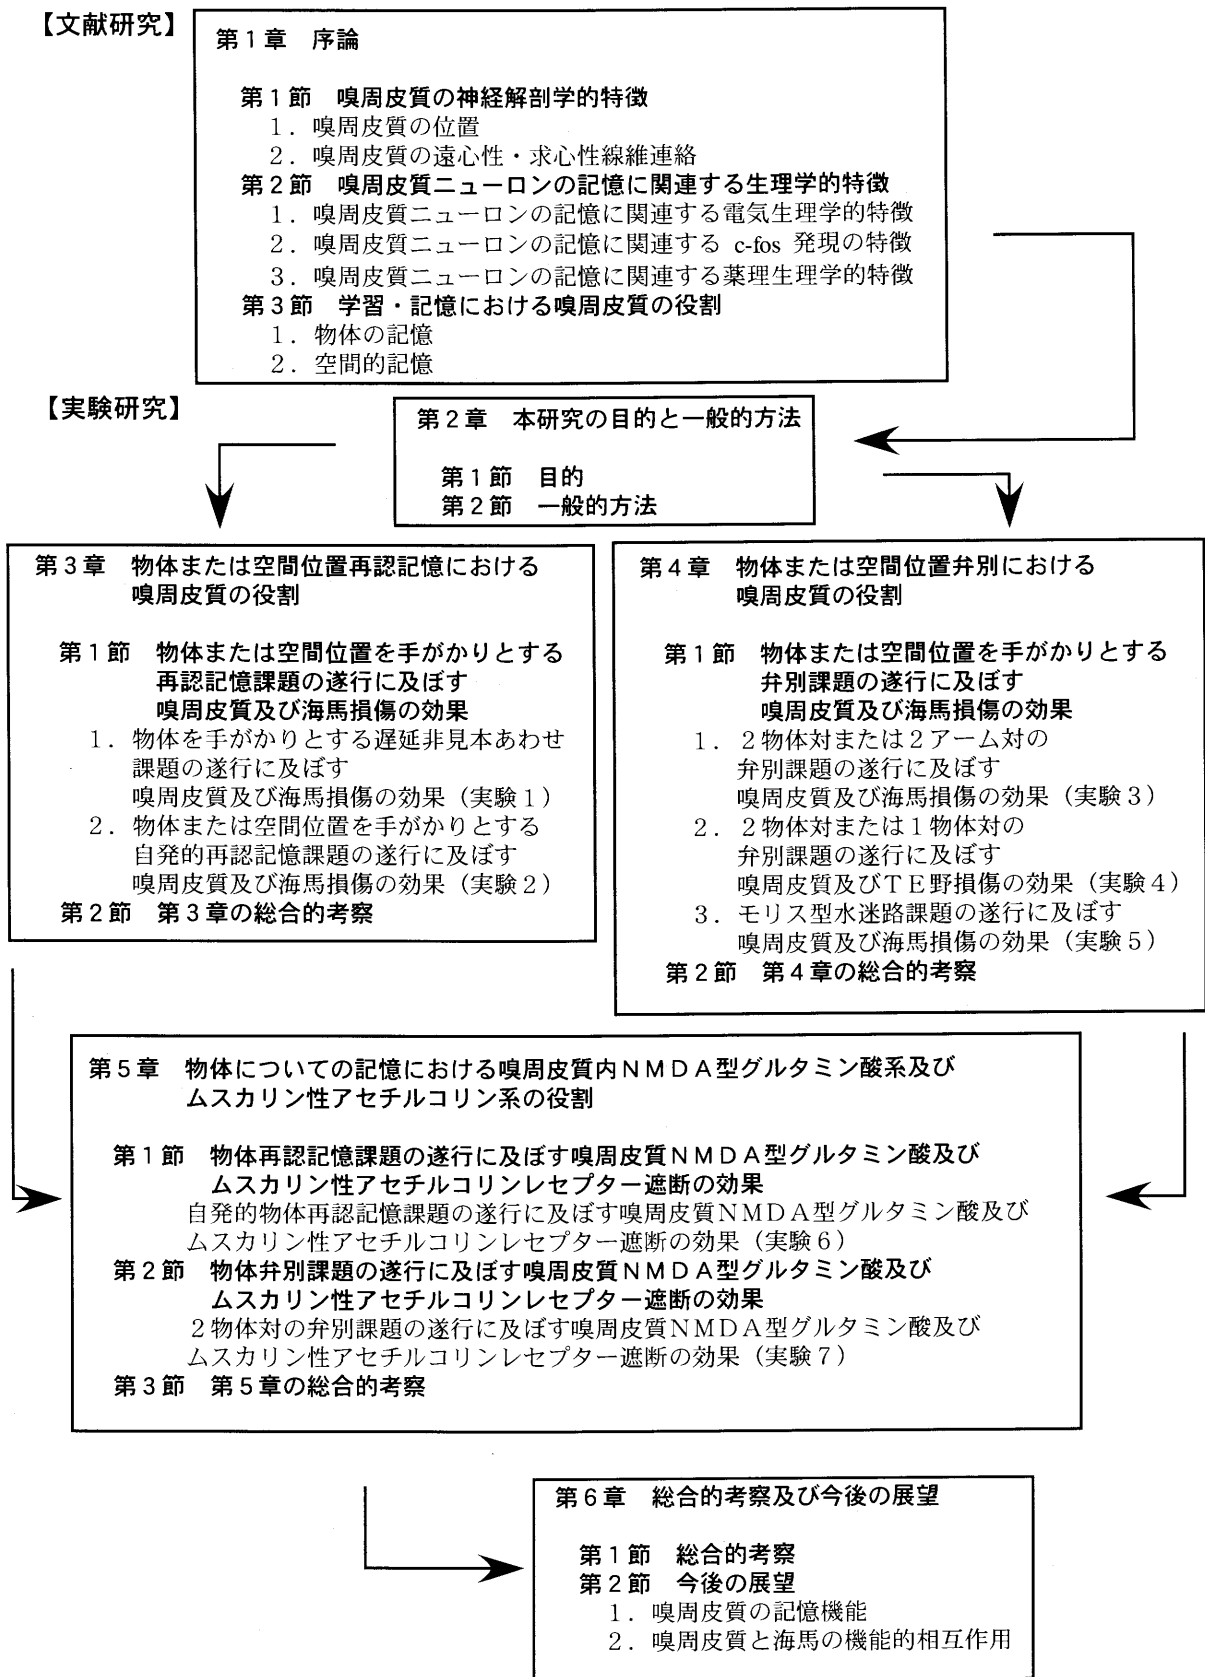 【文献研究】
第1章　序論
第1節　嗅周皮質の神経解剖学的特徴
1．嗅周皮質の位置
2．嗅周皮質の遠心性・求心性線維連絡
第2節　嗅周皮質ニューロンの記憶に関連する生理学的特徴
1．嗅周皮質ニューロンの記憶に関連する電気生理学的特徴
2．嗅周皮質ニューロンの記憶に関連する c-fos 発現の特徴
3．嗅周皮質ニューロンの記憶に関連する薬理生理学的特徴
第3節　学習・記憶における嗅周皮質の役割
1．物体の記憶
2．空間的記憶
【実験研究】
第2章　本研究の目的と一般的方法
第1節　目的
第2節　一般的方法
第3章　物体または空間位置再認記憶における
嗅周皮質の役割
第1節　物体または空間位置を手がかりとする
再認記憶課題の遂行に及ぼす
嗅周皮質及び海馬損傷の効果
1．物体を手がかりとする遅延非見本あわせ
課題の遂行に及ぼす
嗅周皮質及び海馬損傷の効果（実験1）
2．物体または空間位置を手がかりとする
自発的再認記憶課題の遂行に及ぼす
嗅周皮質及び海馬損傷の効果（実験2）
第2節　第3章の総合的考察
第4章　物体または空間位置弁別における
嗅周皮質の役割
第1節　物体または空間位置を手がかりとする
弁別課題の遂行に及ぼす
嗅周皮質及び海馬損傷の効果
1．2物体対または2アーム対の
弁別課題の遂行に及ぼす
嗅周皮質及び海馬損傷の効果（実験3）
2．2物体対または1物体対の
弁別課題の遂行に及ぼす
嗅周皮質及びTE野損傷の効果（実験4）
3．モリス型水迷路課題の遂行に及ぼす
嗅周皮質及び海馬損傷の効果（実験5）
第2節　第4章の総合的考察
第5章　物体についての記憶における嗅周皮質内NMDA型グルタミン酸系及び
ムスカリン性アセチルコリン系の役割
第1節　物体再認記憶課題の遂行に及ぼす嗅周皮質NMDA型グルタミン酸及び
ムスカリン性アセチルコリンレセプター遮断の効果
自発的物体再認記憶課題の遂行に及ぼす嗅周皮質NMDA型グルタミン酸及び
ムスカリン性アセチルコリンレセプター遮断の効果（実験6）
第2節　物体弁別課題の遂行に及ぼす嗅周皮質NMDA型グルタミン酸及び
ムスカリン性アセチルコリンレセプター遮断の効果
2物体対の弁別課題の遂行に及ぼす嗅周皮質NMDA型グルタミン酸及び
ムスカリン性アセチルコリンレセプター遮断の効果（実験7）
第3節　第5章の総合的考察
第6章　総合的考察及び今後の展望
第1節　総合的考察
第2節　今後の展望
1．嗅周皮質の記憶機能
2．嗅周皮質と海馬の機能的相互作用